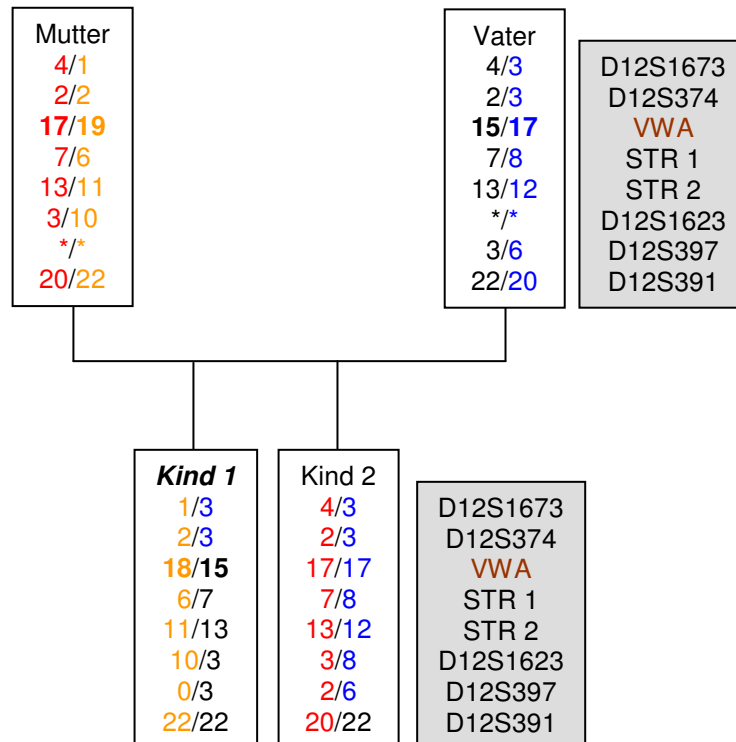 Mutter
4/1
2/2
17/19
7/6
13/11
3/10
*/*
20/22
Vater
4/3
2/3
15/17
7/8
13/12
*/*
3/6
22/20
D12S1673
D12S374
VWA
STR 1
STR 2
D12S1623
D12S397
D12S391
Kind 1
1/3
2/3
18/15
6/7
11/13
10/3
0/3
22/22
Kind 2
4/3
2/3
17/17
7/8
13/12
3/8
2/6
20/22
D12S1673
D12S374
VWA
STR 1
STR 2
D12S1623
D12S397
D12S391